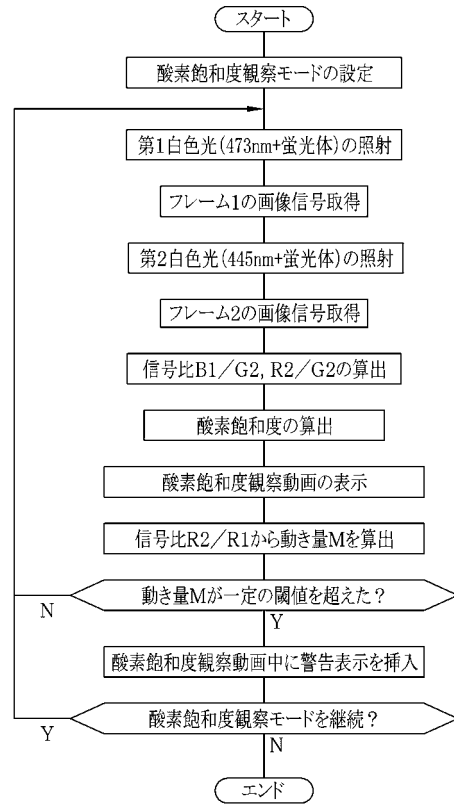 スタート
酸素飽和度観察モードの設定
第1白色光(473nm+蛍光体)の照射
フレーム1の画像信号取得
第2白色光(445nm+蛍光体)の照射
フレーム2の画像信号取得
信号比B1／G2, R2／G2の算出
酸素飽和度の算出
酸素飽和度観察動画の表示
信号比R2／R1から動き量Mを算出
動き量Mが一定の閾値を超えた？
N
Y
酸素飽和度観察動画中に警告表示を挿入
酸素飽和度観察モードを継続？
Y
N
エンド